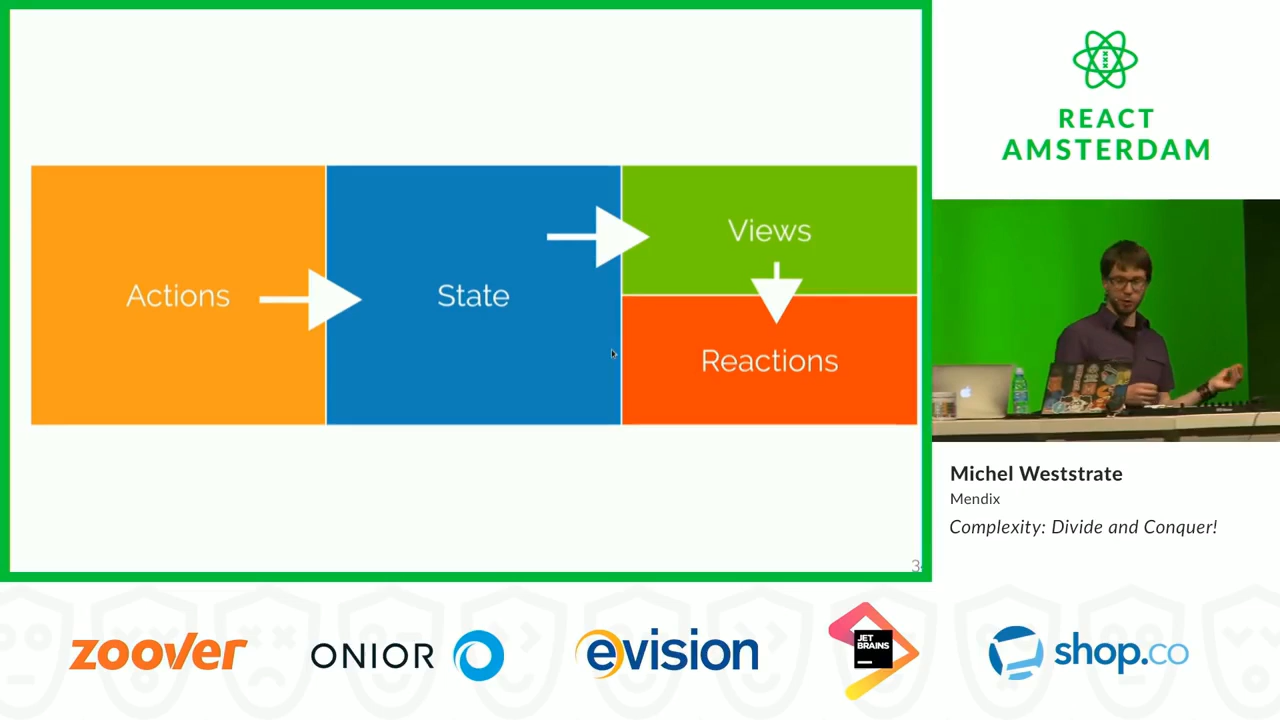 Actions
State
Views
Reactions
REACT
AMSTERDAM
Michel Weststrate
Mendix
Complexity: Divide and Conquer!
zoover
ONIOR
evision
JET
BRAINS
shop.co